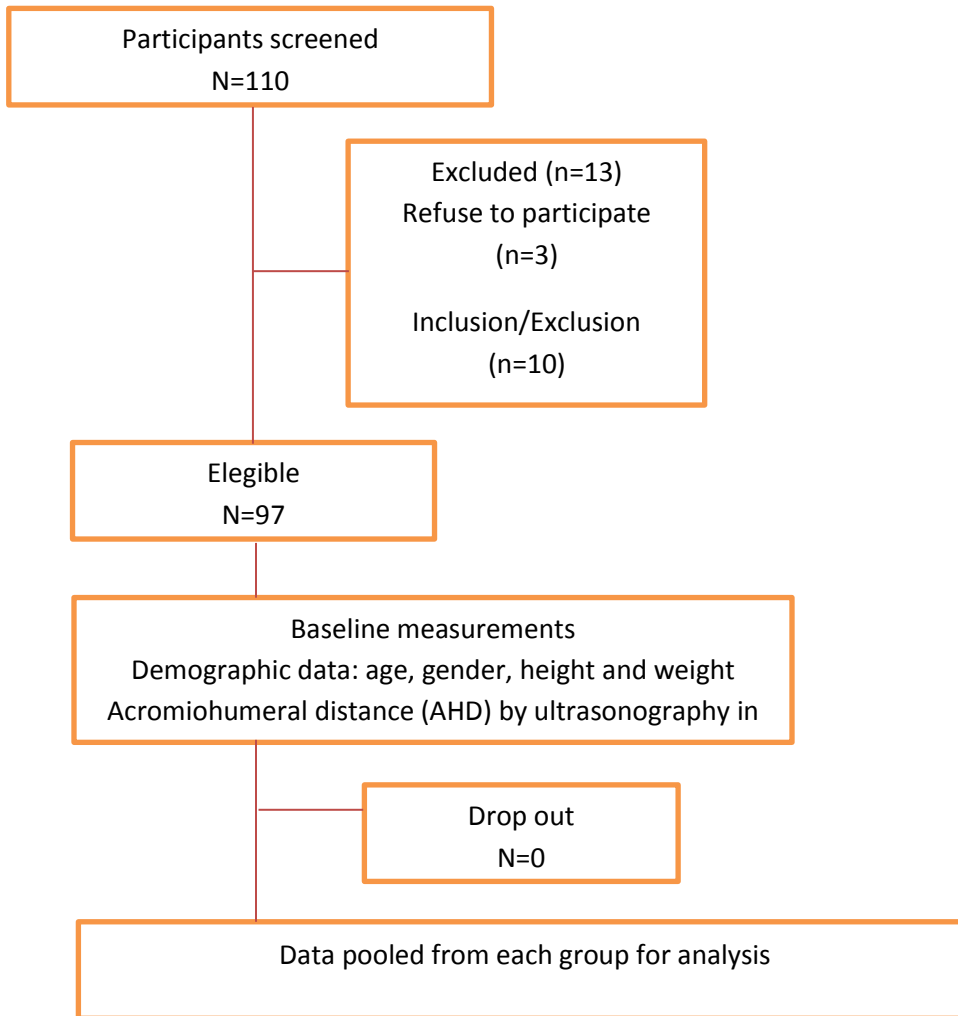 Participants screened
N=110
Excluded (n=13)
Refuse to participate
(n=3)
Inclusion/Exclusion
(n=10)
Elegible
N=97
Baseline measurements
Demographic data: age, gender, height and weight
Acromiohumeral distance (AHD) by ultrasonography in
Drop out
N=0
Data pooled from each group for analysis